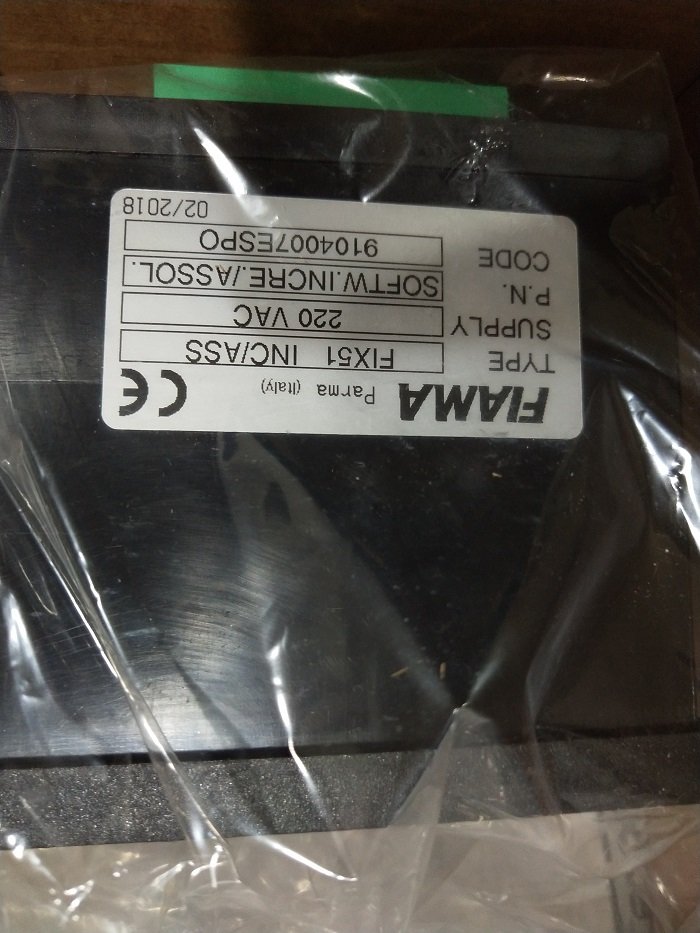 FIAMA Parma (Italy) CE
TYPE FIX51 INC/ASS
SUPPLY 220 VAC
P.N. SOFTW.INCRE./ASSOL.
CODE 9104007ESPO
02/2018